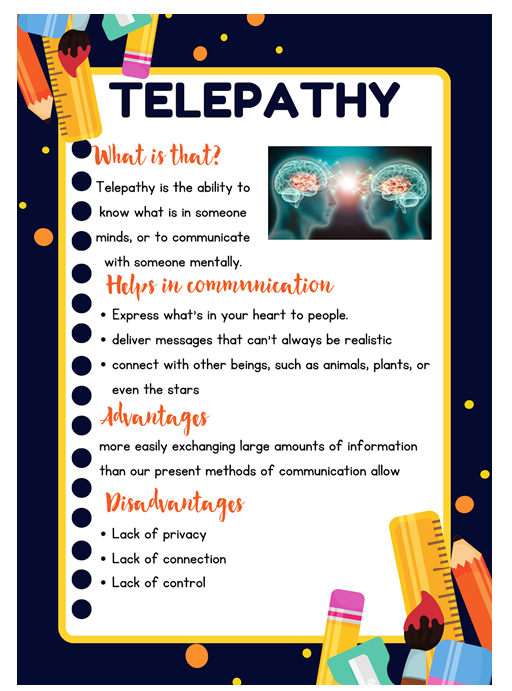 TELEPATHY
What is that?
Telepathy is the ability to
know what is in someone
minds, or to communicate
with someone mentally.
Helps in communication
• Express what's in your heart to people.
• deliver messages that can't always be realistic
• connect with other beings, such as animals, plants, or
even the stars
Advantages
more easily exchanging large amounts of information
than our present methods of communication allow
Disadvantages
• Lack of privacy
• Lack of connection
• Lack of control